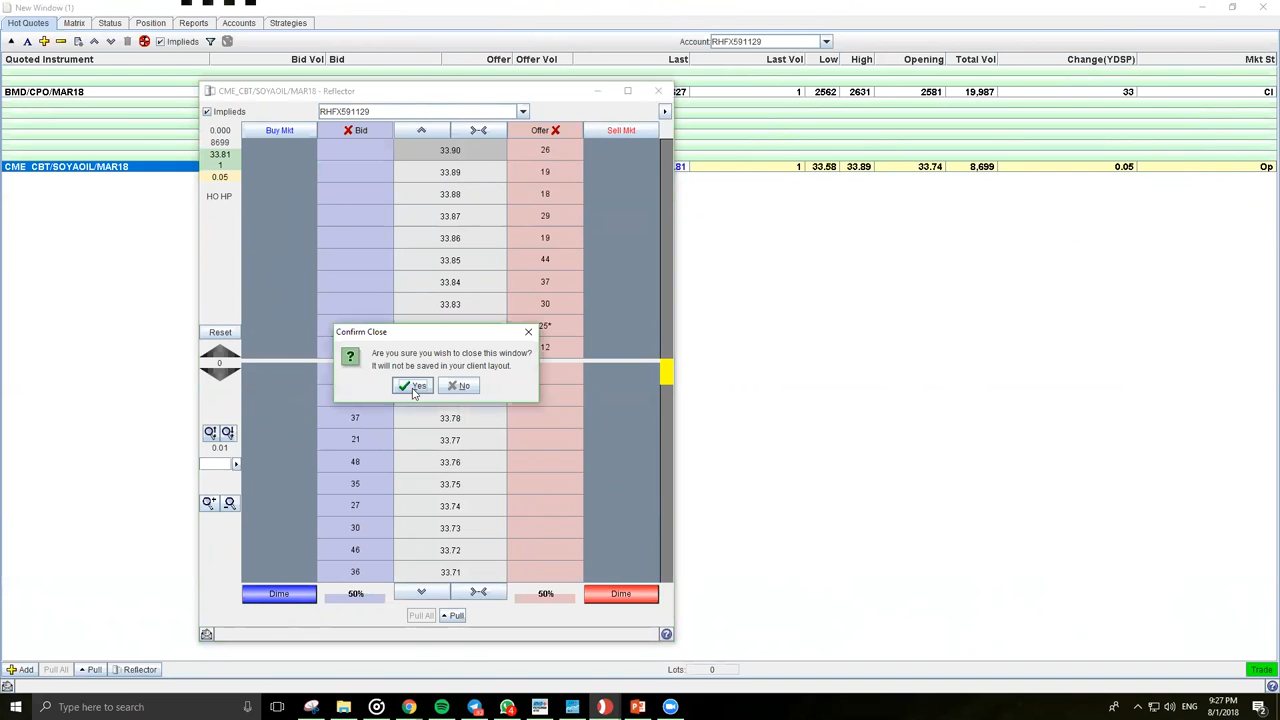 New Window (1)
Hot Quotes Matrix Status Position Reports Accounts Strategies
Implieds Account: RHFX591129
Quoted Instrument Bid Vol Bid Offer Offer Vol Last Last Vol Low High Opening Total Vol Change(YDSP) Mkt St
BMD/CPO/MAR18 327 1 2562 2631 2581 19,987 33 Cl
CME_CBT/SOYAOIL/MAR18 .81 1 33.58 33.89 33.74 8,699 0.05 Op
CME_CBT/SOYAOIL/MAR18 - Reflector
Implieds RHFX591129
0.000 Buy Mkt Bid Offer Sell Mkt
8699
33.81
1
0.05
HO HP
33.90 26
33.89 19
33.88 18
33.87 29
33.86 19
33.85 44
33.84 37
33.83 30
25*
12
Reset
0
0.01
Confirm Close
Are you sure you wish to close this window?
It will not be saved in your client layout.
Yes No
37 33.78
21 33.77
48 33.76
35 33.75
27 33.74
30 33.73
46 33.72
36 33.71
Dime 50% 50% Dime
Pull All Pull
Add Pull All Pull Reflector Lots: 0 Trade
Type here to search
9:27 PM
8/1/2018
4
2